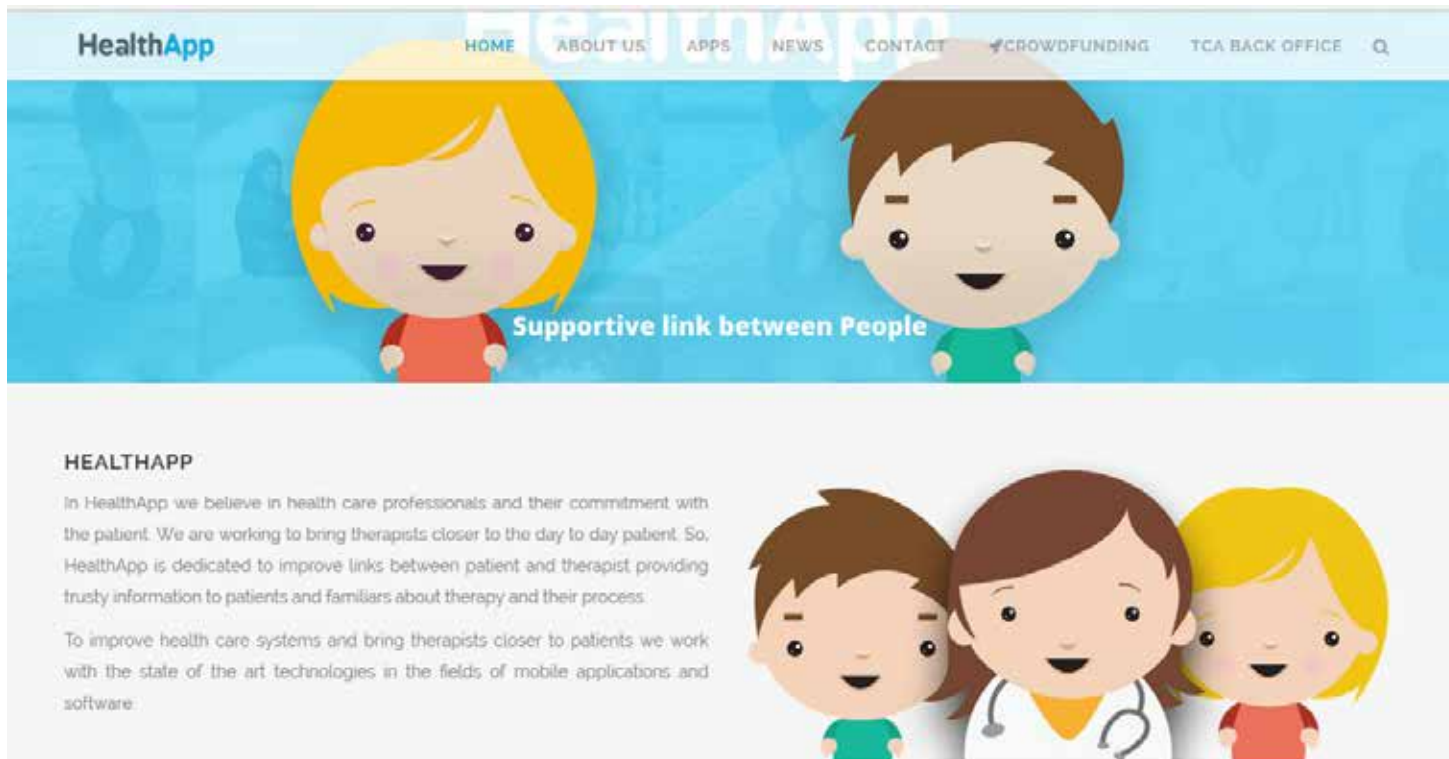 HealthApp
HealthApp HOME ABOUT US APPS NEWS CONTACT CROWDFUNDING TCA BACK OFFICE
Supportive link between People
HEALTHAPP
In HealthApp we believe in health care professionals and their commitment with
the patient. We are working to bring therapists closer to the day to day patient. So,
HealthApp is dedicated to improve links between patient and therapist providing
trusty information to patients and familiars about therapy and their process.
To improve health care systems and bring therapists closer to patients we work
with the state of the art technologies in the fields of mobile applications and
software